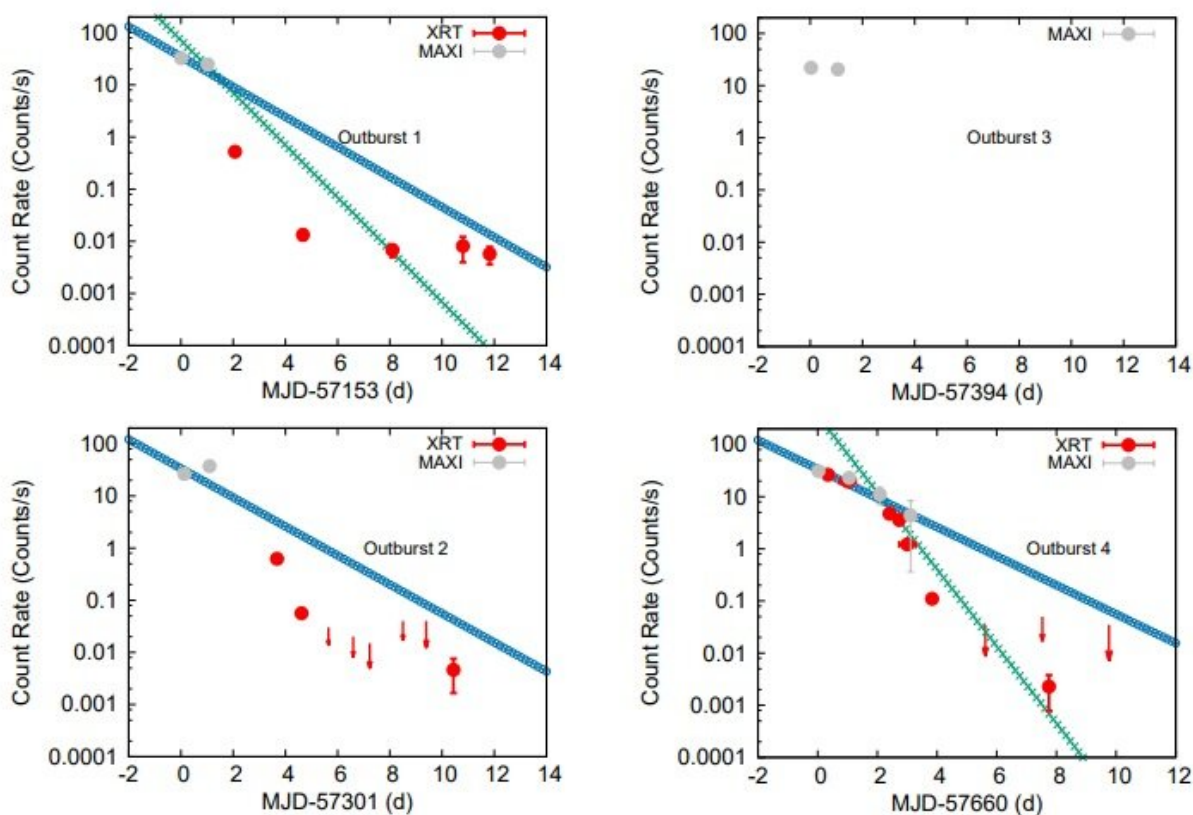 100
10
1
0.1
0.01
0.001
0.0001
Count Rate (Counts/s)
XRT
MAXI
Outburst 1
-2 0 2 4 6 8 10 12 14
MJD-57153 (d)
100
10
1
0.1
0.01
0.001
0.0001
Count Rate (Counts/s)
MAXI
Outburst 3
-2 0 2 4 6 8 10 12 14
MJD-57394 (d)
100
10
1
0.1
0.01
0.001
0.0001
Count Rate (Counts/s)
XRT
MAXI
Outburst 2
-2 0 2 4 6 8 10 12 14
MJD-57301 (d)
100
10
1
0.1
0.01
0.001
0.0001
Count Rate (Counts/s)
XRT
MAXI
Outburst 4
-2 0 2 4 6 8 10 12
MJD-57660 (d)